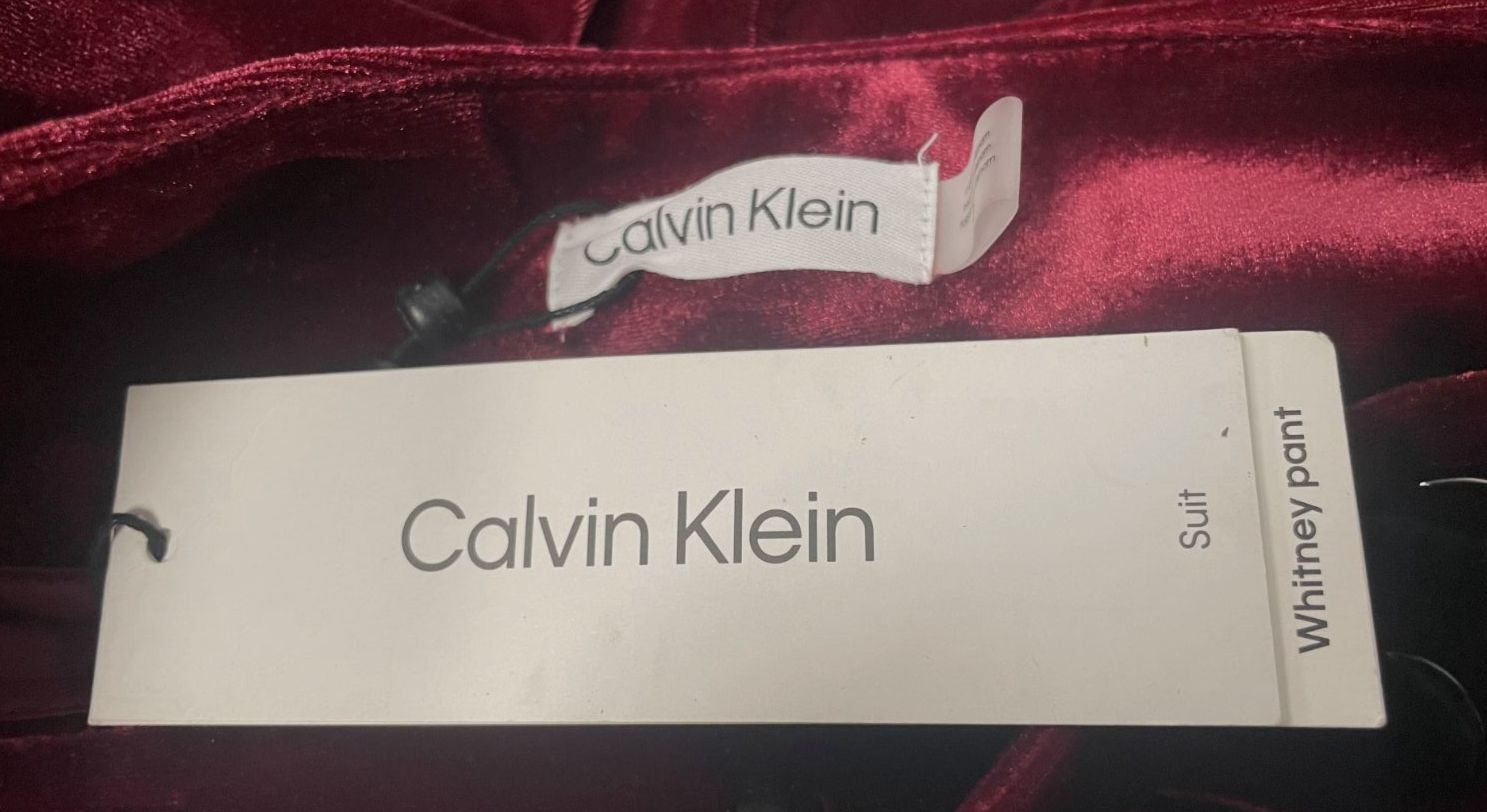 Calvin Klein
Calvin Klein
Suit
Whitney pant